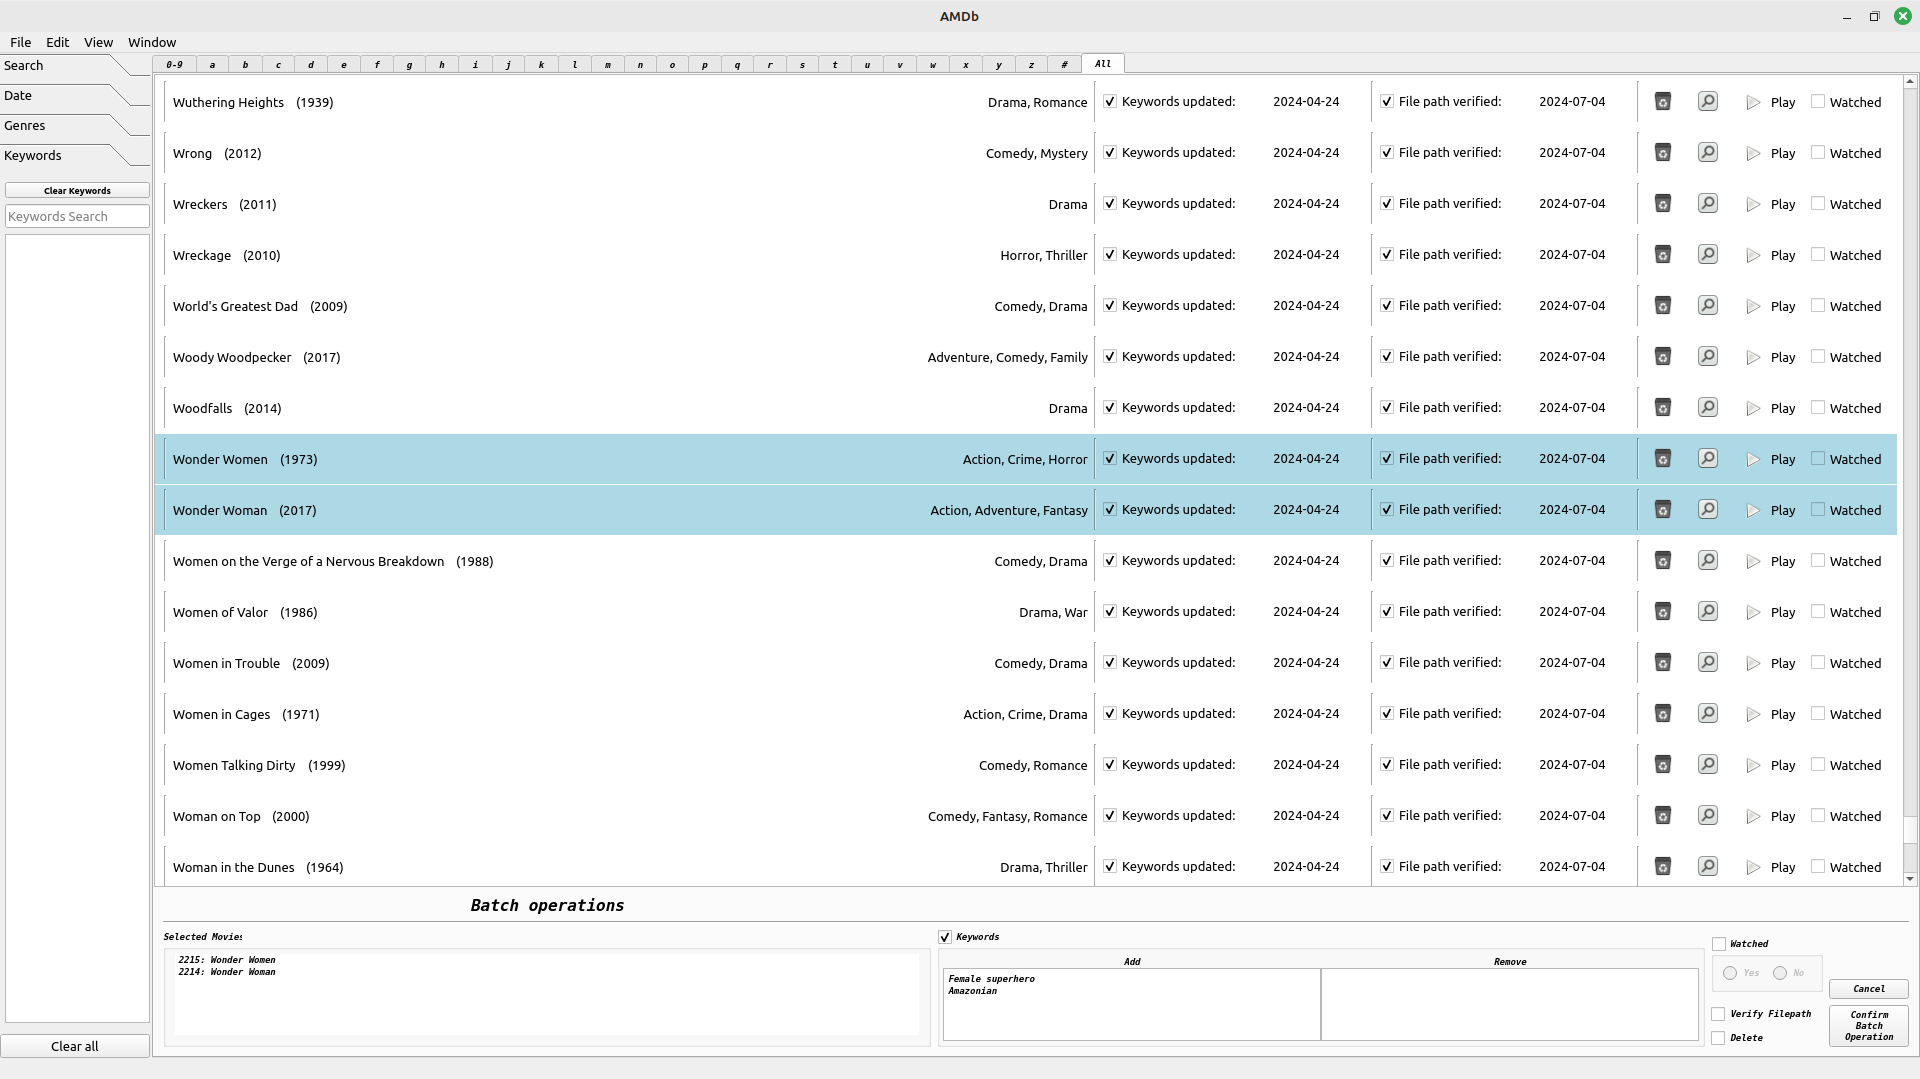 AMDb
File Edit View Window
Search
Date
Genres
Keywords
Clear Keywords
Keywords Search
Clear all
0-9 a b c d e f g h i j k l m n o p q r s t u v w x y z # All
Wuthering Heights (1939) Drama, Romance Keywords updated: 2024-04-24 File path verified: 2024-07-04 Play Watched
Wrong (2012) Comedy, Mystery Keywords updated: 2024-04-24 File path verified: 2024-07-04 Play Watched
Wreckers (2011) Drama Keywords updated: 2024-04-24 File path verified: 2024-07-04 Play Watched
Wreckage (2010) Horror, Thriller Keywords updated: 2024-04-24 File path verified: 2024-07-04 Play Watched
World's Greatest Dad (2009) Comedy, Drama Keywords updated: 2024-04-24 File path verified: 2024-07-04 Play Watched
Woody Woodpecker (2017) Adventure, Comedy, Family Keywords updated: 2024-04-24 File path verified: 2024-07-04 Play Watched
Woodfalls (2014) Drama Keywords updated: 2024-04-24 File path verified: 2024-07-04 Play Watched
Wonder Women (1973) Action, Crime, Horror Keywords updated: 2024-04-24 File path verified: 2024-07-04 Play Watched
Wonder Woman (2017) Action, Adventure, Fantasy Keywords updated: 2024-04-24 File path verified: 2024-07-04 Play Watched
Women on the Verge of a Nervous Breakdown (1988) Comedy, Drama Keywords updated: 2024-04-24 File path verified: 2024-07-04 Play Watched
Women of Valor (1986) Drama, War Keywords updated: 2024-04-24 File path verified: 2024-07-04 Play Watched
Women in Trouble (2009) Comedy, Drama Keywords updated: 2024-04-24 File path verified: 2024-07-04 Play Watched
Women in Cages (1971) Action, Crime, Drama Keywords updated: 2024-04-24 File path verified: 2024-07-04 Play Watched
Women Talking Dirty (1999) Comedy, Romance Keywords updated: 2024-04-24 File path verified: 2024-07-04 Play Watched
Woman on Top (2000) Comedy, Fantasy, Romance Keywords updated: 2024-04-24 File path verified: 2024-07-04 Play Watched
Woman in the Dunes (1964) Drama, Thriller Keywords updated: 2024-04-24 File path verified: 2024-07-04 Play Watched
Batch operations
Selected Movies
2215: Wonder Women
2214: Wonder Woman
Keywords
Add Remove
Female superhero
Amazonian
Watched
Yes No
Verify Filepath
Delete
Cancel
Confirm
Batch
Operation